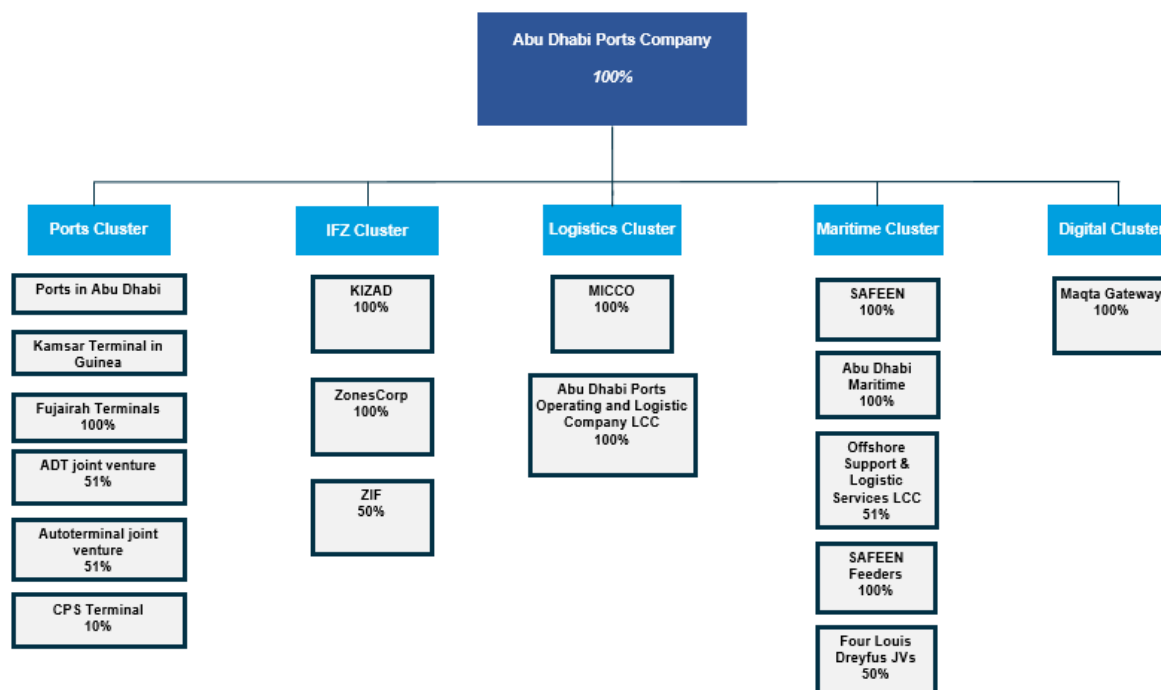 Abu Dhabi Ports Company
100%
Ports Cluster
IFZ Cluster
Logistics Cluster
Maritime Cluster
Digital Cluster
Ports in Abu Dhabi
Kamsar Terminal in
Guinea
Fujairah Terminals
100%
ADT joint venture
51%
Autoterminal joint
venture
51%
CPS Terminal
10%
KIZAD
100%
ZonesCorp
100%
ZIF
50%
MICCO
100%
Abu Dhabi Ports
Operating and Logistic
Company LCC
100%
SAFEEN
100%
Abu Dhabi
Maritime
100%
Offshore
Support &
Logistic
Services LCC
51%
SAFEEN
Feeders
100%
Four Louis
Dreyfus JVs
50%
Maqta Gateway
100%